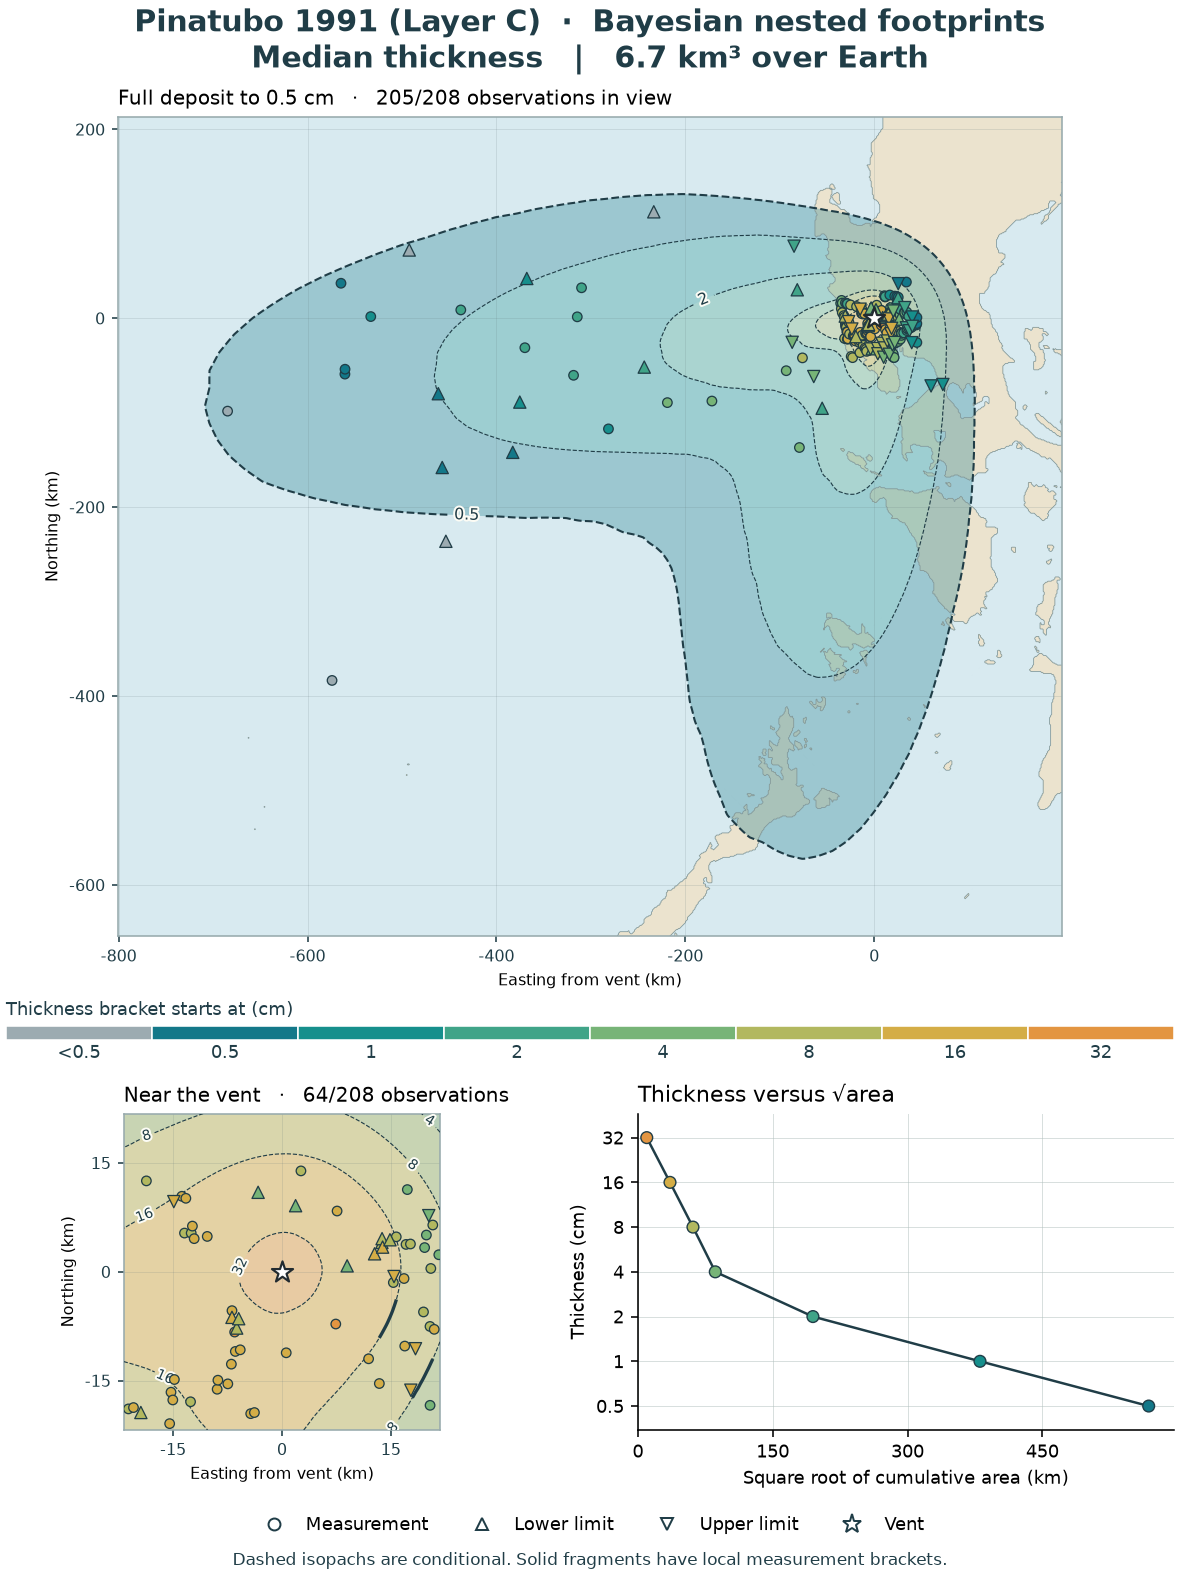 Pinatubo 1991 (Layer C)  ·  Bayesian nested footprints
Median thickness   |   6.7 km³ over Earth
Full deposit to 0.5 cm   ·   205/208 observations in view
200
0
-200
-400
-600
Northing (km)
2
0.5
-800
-600
-400
-200
0
Easting from vent (km)
Thickness bracket starts at (cm)
<0.5
0.5
1
2
4
8
16
32
Near the vent   ·   64/208 observations
15
0
-15
Northing (km)
8
4
8
16
32
16
8
-15
0
15
Easting from vent (km)
Thickness versus √area
32
16
8
4
2
1
0.5
Thickness (cm)
0
150
300
450
Square root of cumulative area (km)
Measurement
Lower limit
Upper limit
Vent
Dashed isopachs are conditional. Solid fragments have local measurement brackets.